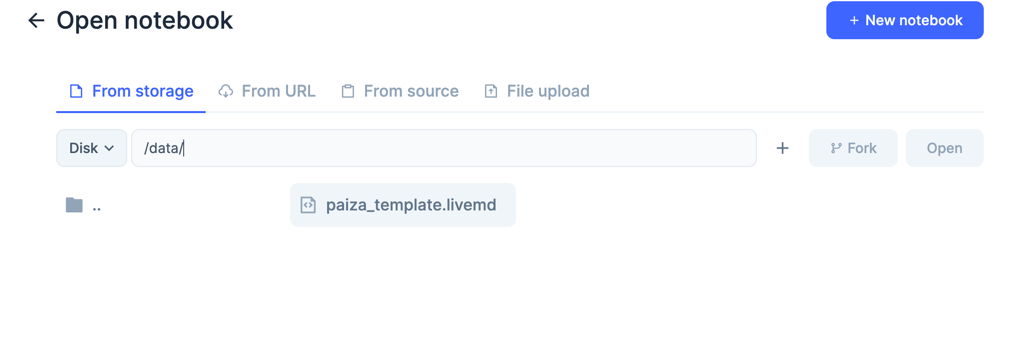 ← Open notebook
+ New notebook
From storage From URL From source File upload
Disk /data/ + Fork Open
.. paiza_template.livemd